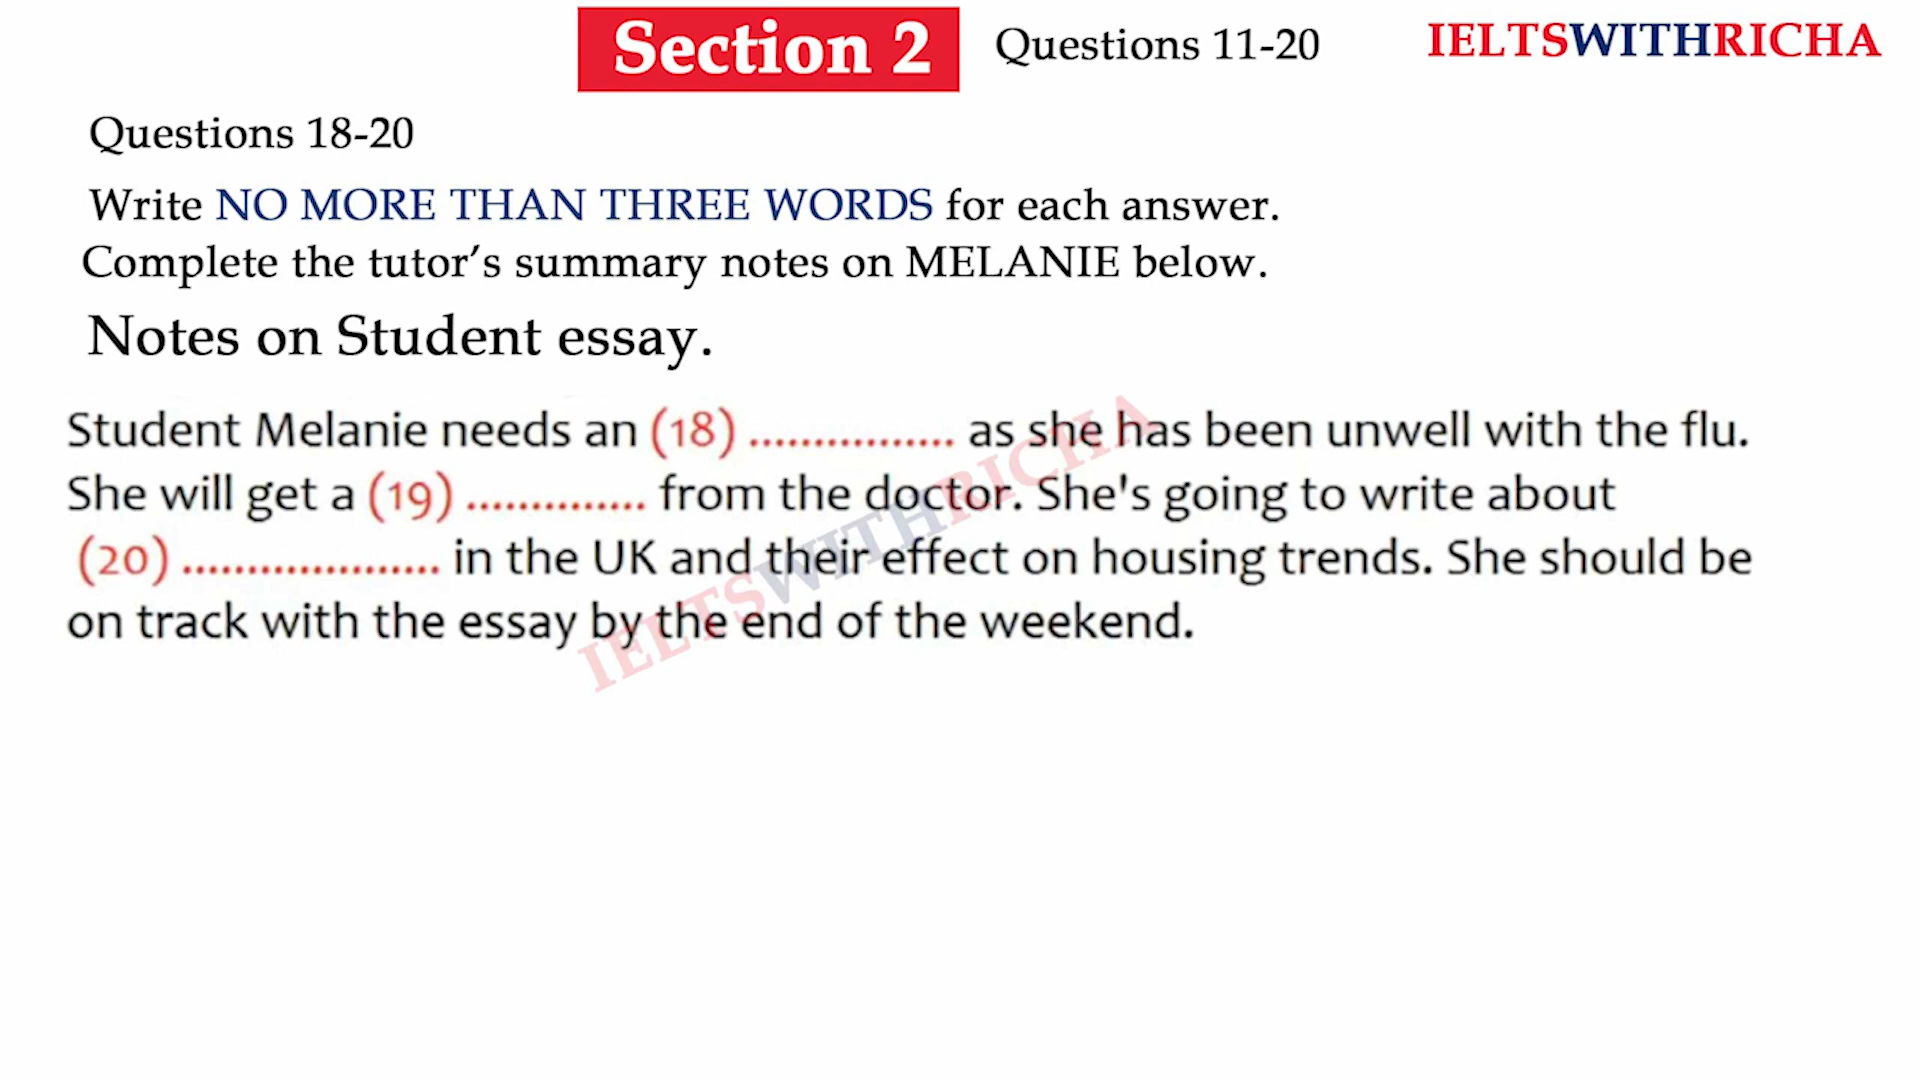 Section 2 Questions 11-20 IELTSWITHRICHA
Questions 18-20
Write NO MORE THAN THREE WORDS for each answer.
Complete the tutor’s summary notes on MELANIE below.
Notes on Student essay.
Student Melanie needs an (18) ................ as she has been unwell with the flu.
She will get a (19) .............. from the doctor. She's going to write about
(20) .................... in the UK and their effect on housing trends. She should be
on track with the essay by the end of the weekend.
IELTSWITHRICHA